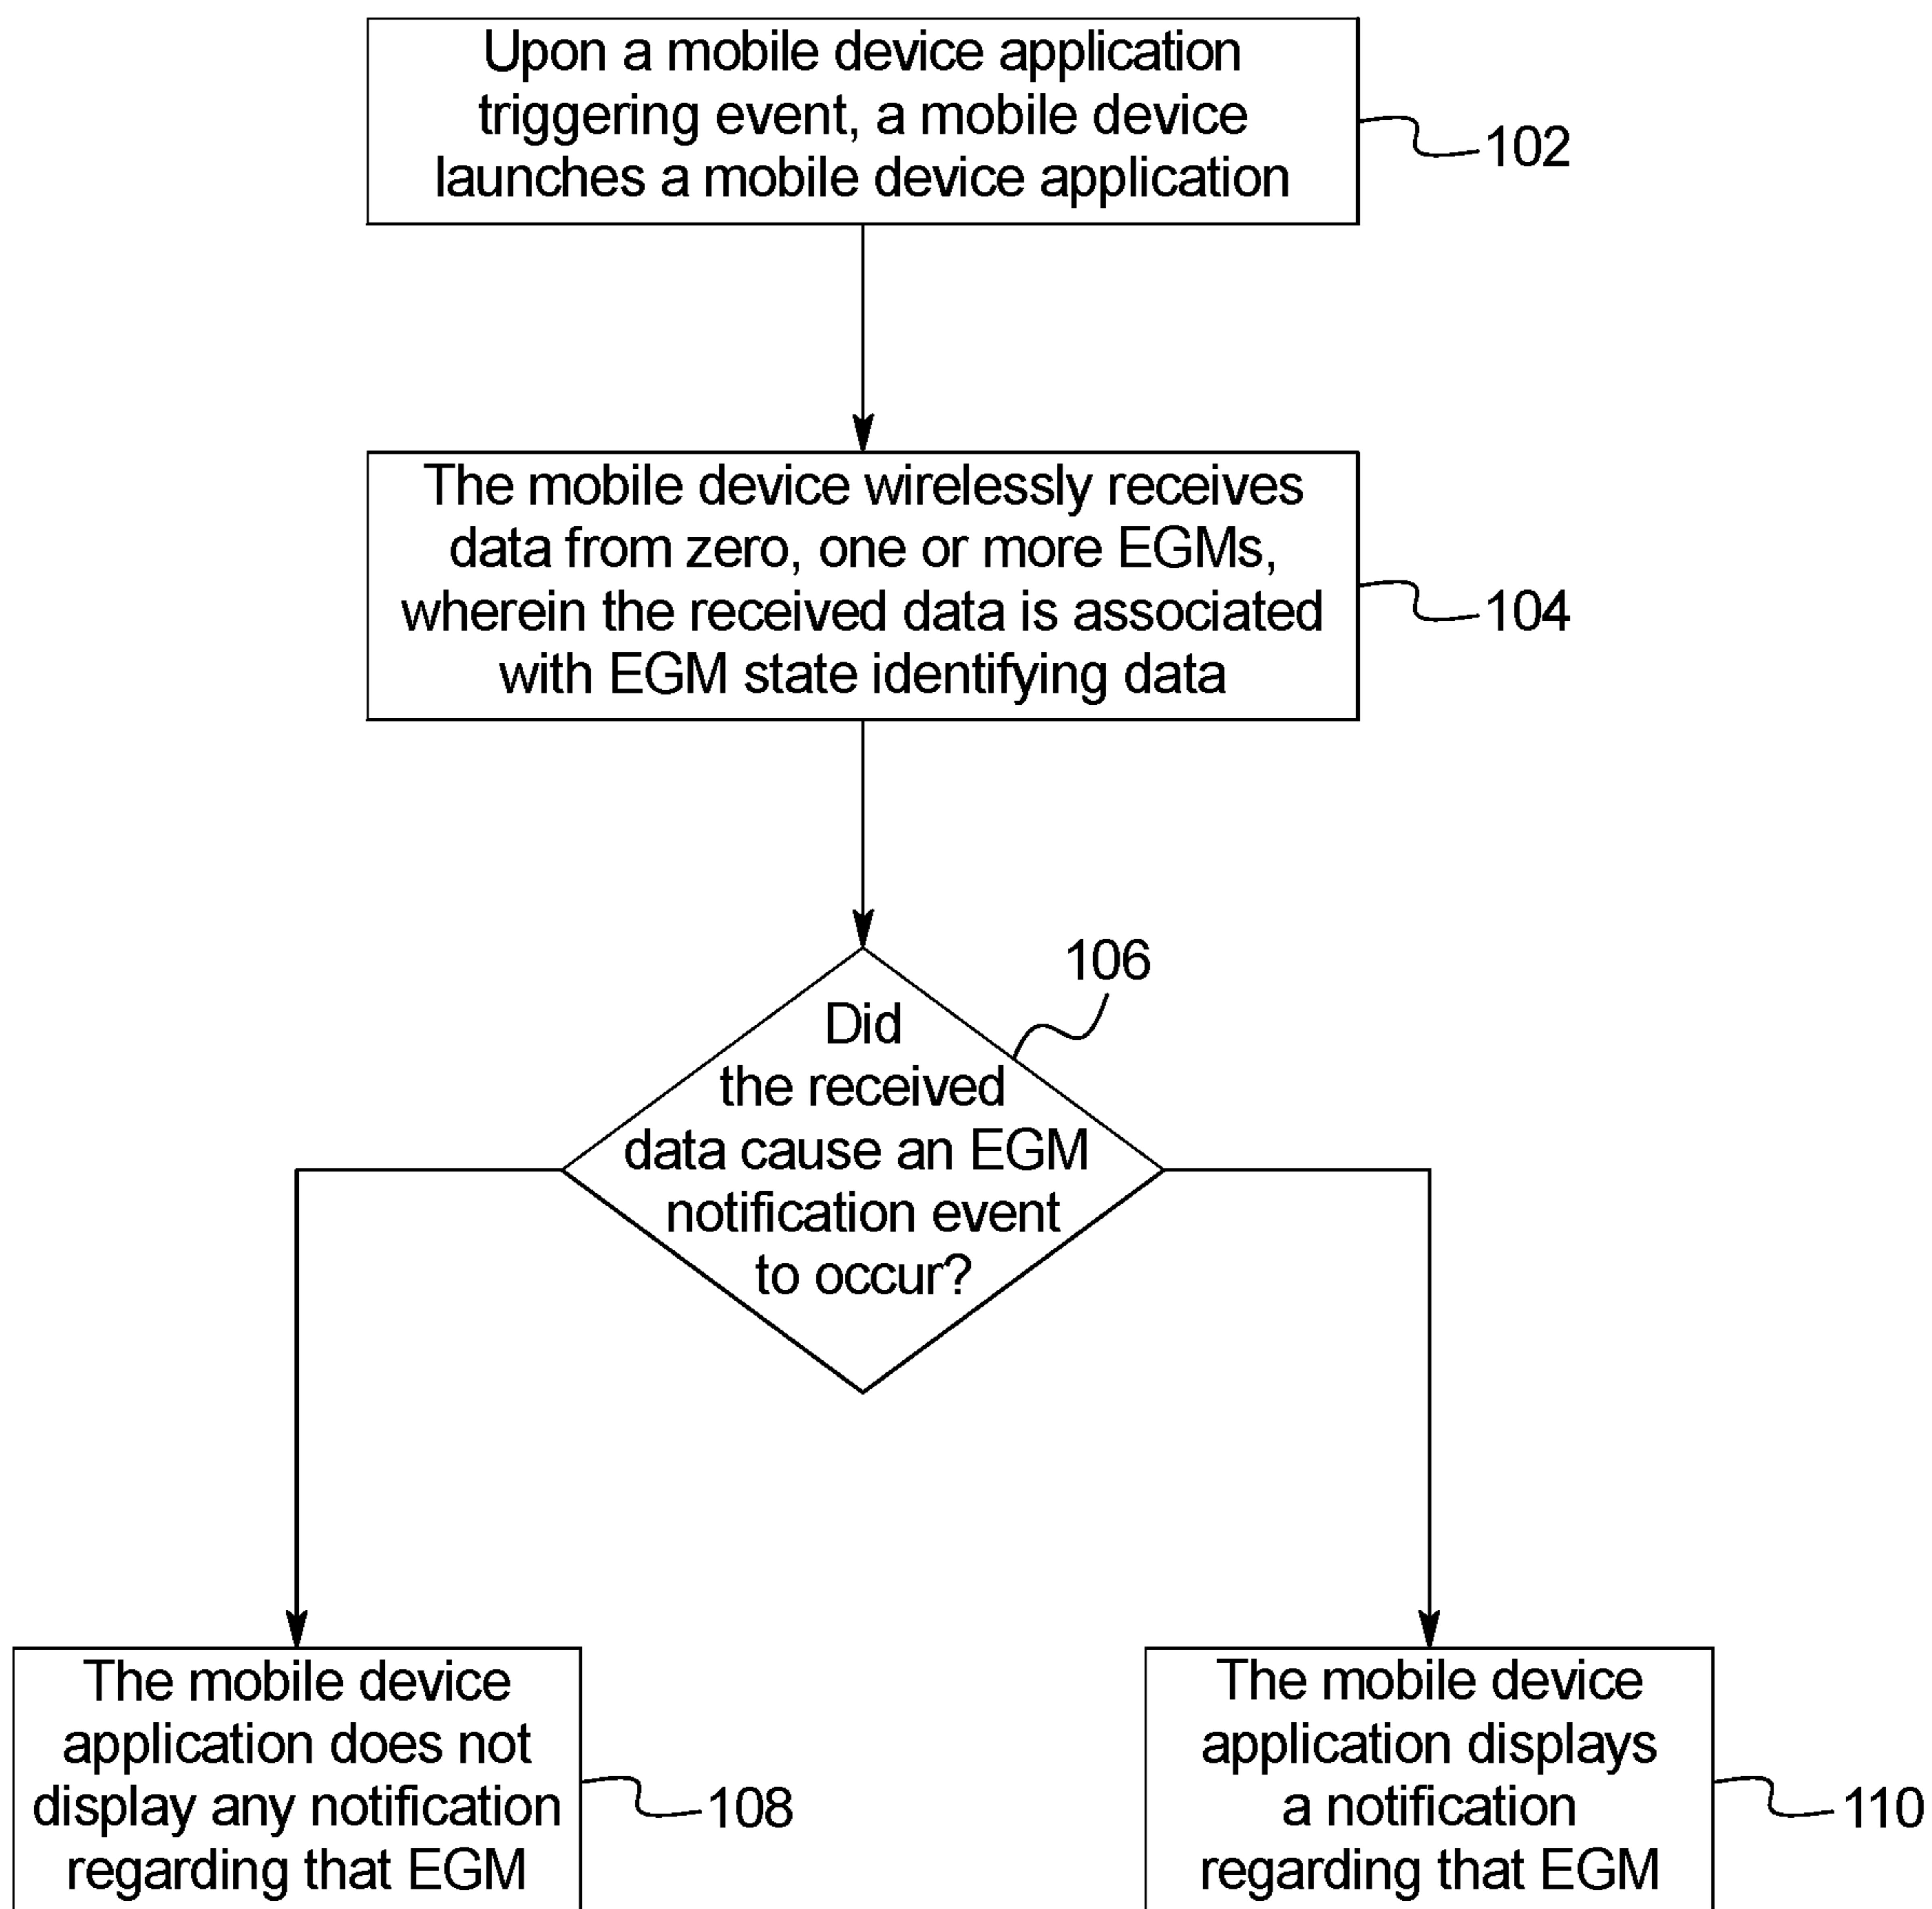 Upon a mobile device application
triggering event, a mobile device
launches a mobile device application
102
The mobile device wirelessly receives
data from zero, one or more EGMs,
wherein the received data is associated
with EGM state identifying data
104
106
Did
the received
data cause an EGM
notification event
to occur?
The mobile device
application does not
display any notification
regarding that EGM
108
The mobile device
application displays
a notification
regarding that EGM
110